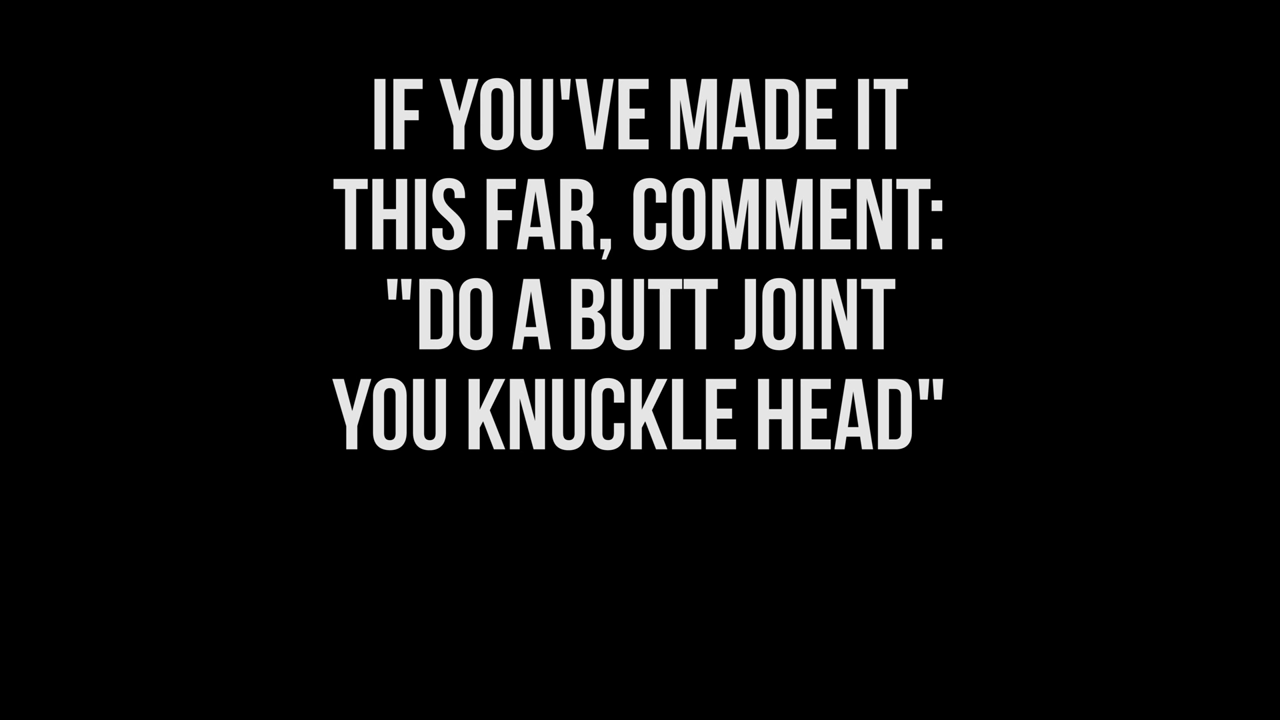 IF YOU'VE MADE IT
THIS FAR, COMMENT:
"DO A BUTT JOINT
YOU KNUCKLE HEAD"